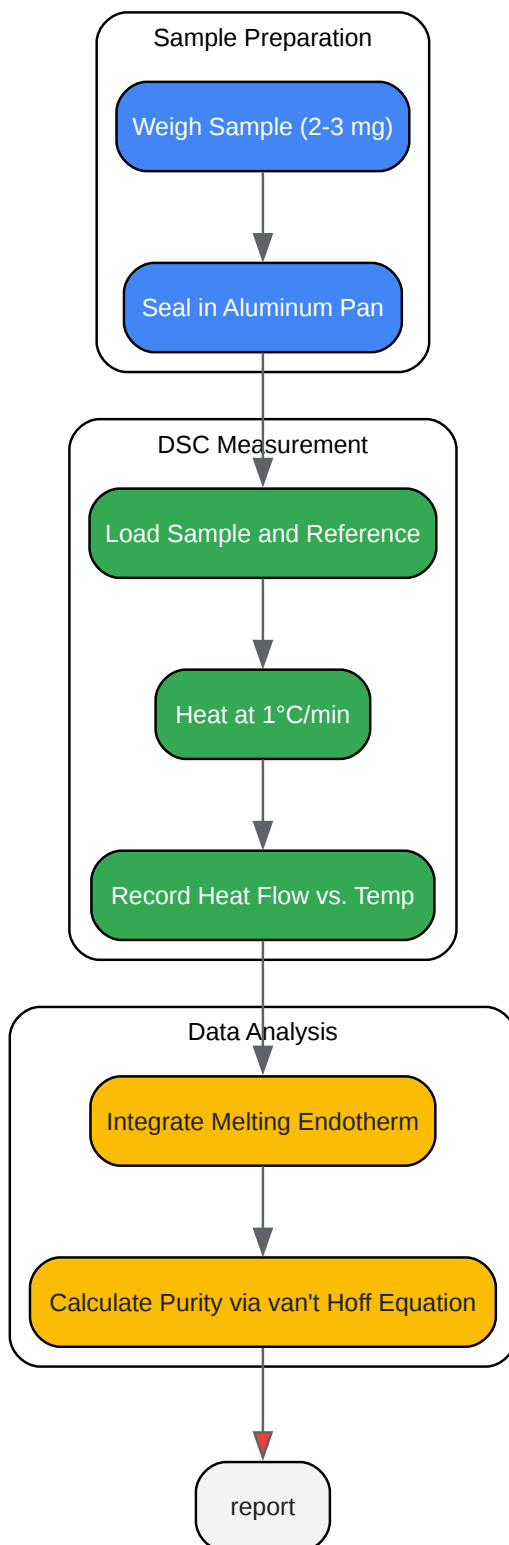 Sample Preparation
Weigh Sample (2-3 mg)
Seal in Aluminum Pan
DSC Measurement
Load Sample and Reference
Heat at 1°C/min
Record Heat Flow vs. Temp
Data Analysis
Integrate Melting Endotherm
Calculate Purity via van't Hoff Equation
report